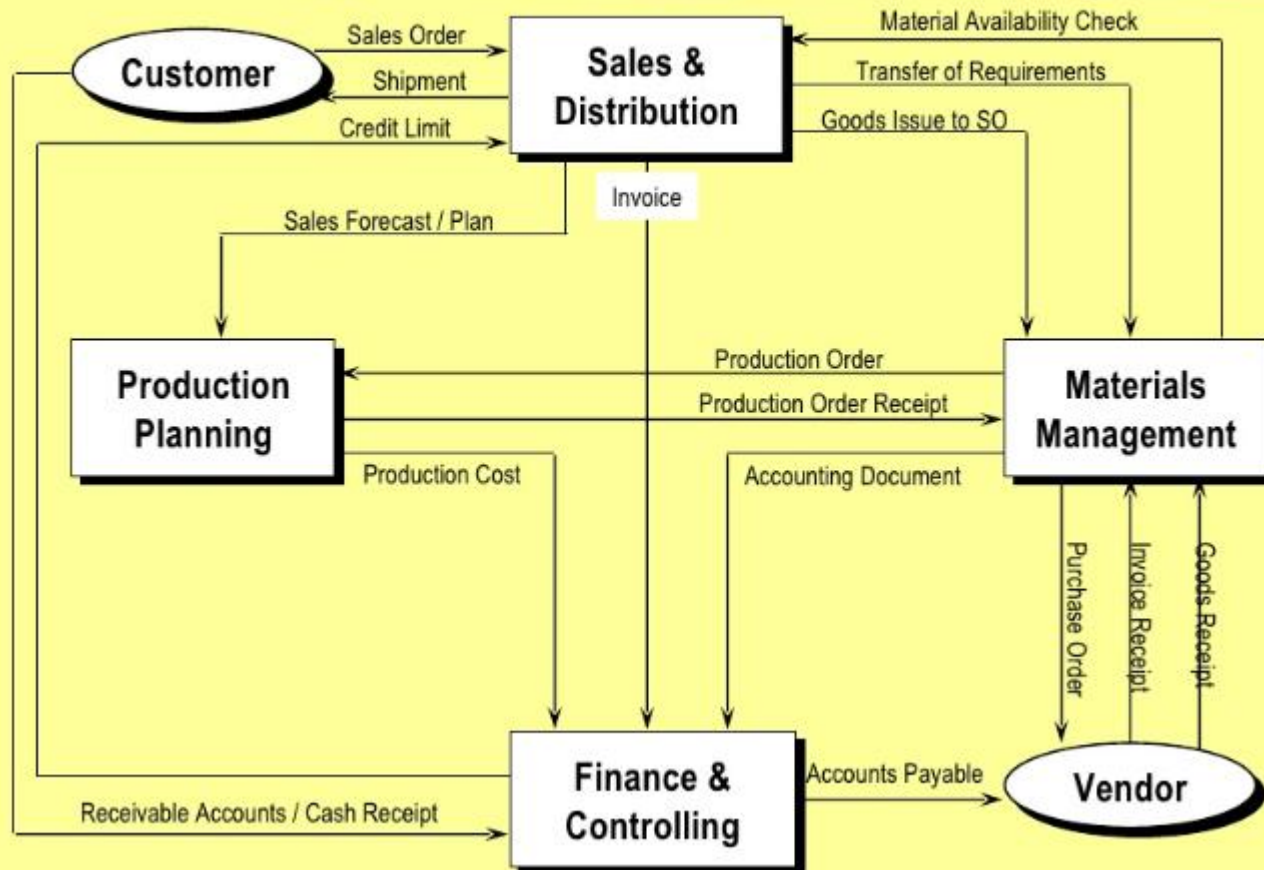 Material Availability Check
Sales Order
Customer
Sales &
Distribution
Shipment
Transfer of Requirements
Credit Limit
Goods Issue to SO
Invoice
Sales Forecast / Plan
Production Order
Production
Planning
Materials
Management
Production Order Receipt
Production Cost
Accounting Document
Purchase Order
Invoice Receipt
Goods Receipt
Finance &
Controlling
Accounts Payable
Vendor
Receivable Accounts / Cash Receipt